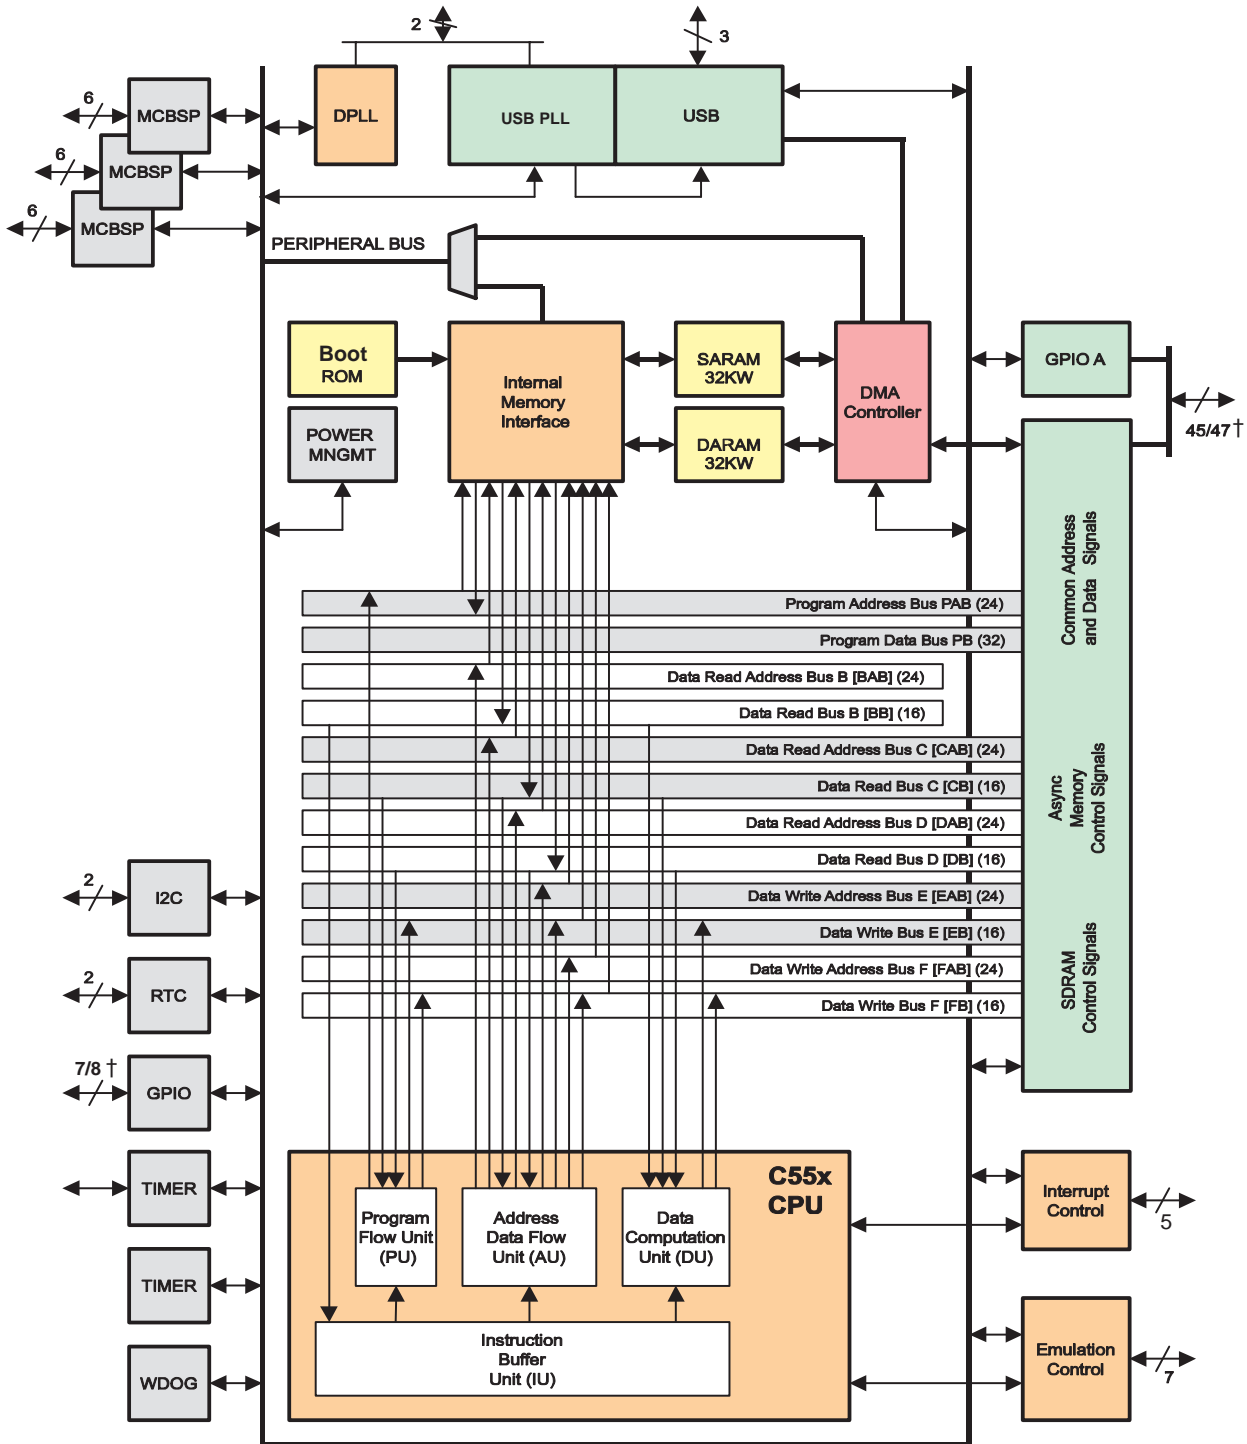 2
3
6
MCBSP
DPLL
USB PLL
USB
6
MCBSP
6
MCBSP
PERIPHERAL BUS
Boot
ROM
Internal
Memory
Interface
SARAM
32KW
DMA
Controller
GPIO A
45/47†
POWER
MNGMT
DARAM
32KW
Common Address
and Data Signals
Async
Memory
Control Signals
SDRAM
Control Signals
Program Address Bus PAB (24)
Program Data Bus PB (32)
Data Read Address Bus B [BAB] (24)
Data Read Bus B [BB] (16)
Data Read Address Bus C [CAB] (24)
Data Read Bus C [CB] (16)
Data Read Address Bus D [DAB] (24)
Data Read Bus D [DB] (16)
Data Write Address Bus E [EAB] (24)
Data Write Bus E [EB] (16)
Data Write Address Bus F [FAB] (24)
Data Write Bus F [FB] (16)
2
I2C
2
RTC
7/8 †
GPIO
TIMER
TIMER
WDOG
C55x
CPU
Program
Flow Unit
(PU)
Address
Data Flow
Unit (AU)
Data
Computation
Unit (DU)
Instruction
Buffer
Unit (IU)
Interrupt
Control
5
Emulation
Control
7